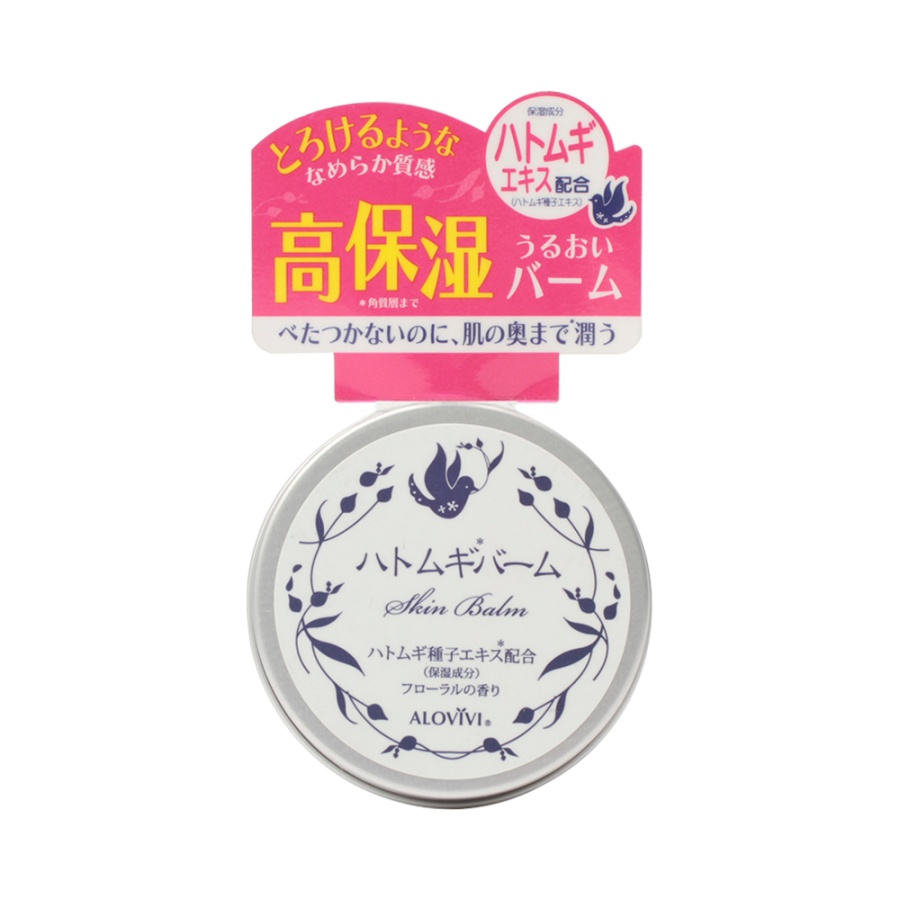 とろけるような
なめらか質感
保湿成分
ハトムギ
エキス配合
(ハトムギ種子エキス)
高保湿
*角質層まで
うるおい
バーム
べたつかないのに、肌の奥まで*潤う
ハトムギ*バーム
Skin Balm
ハトムギ種子エキス*配合
(保湿成分)
フローラルの香り
ALOVIVI®